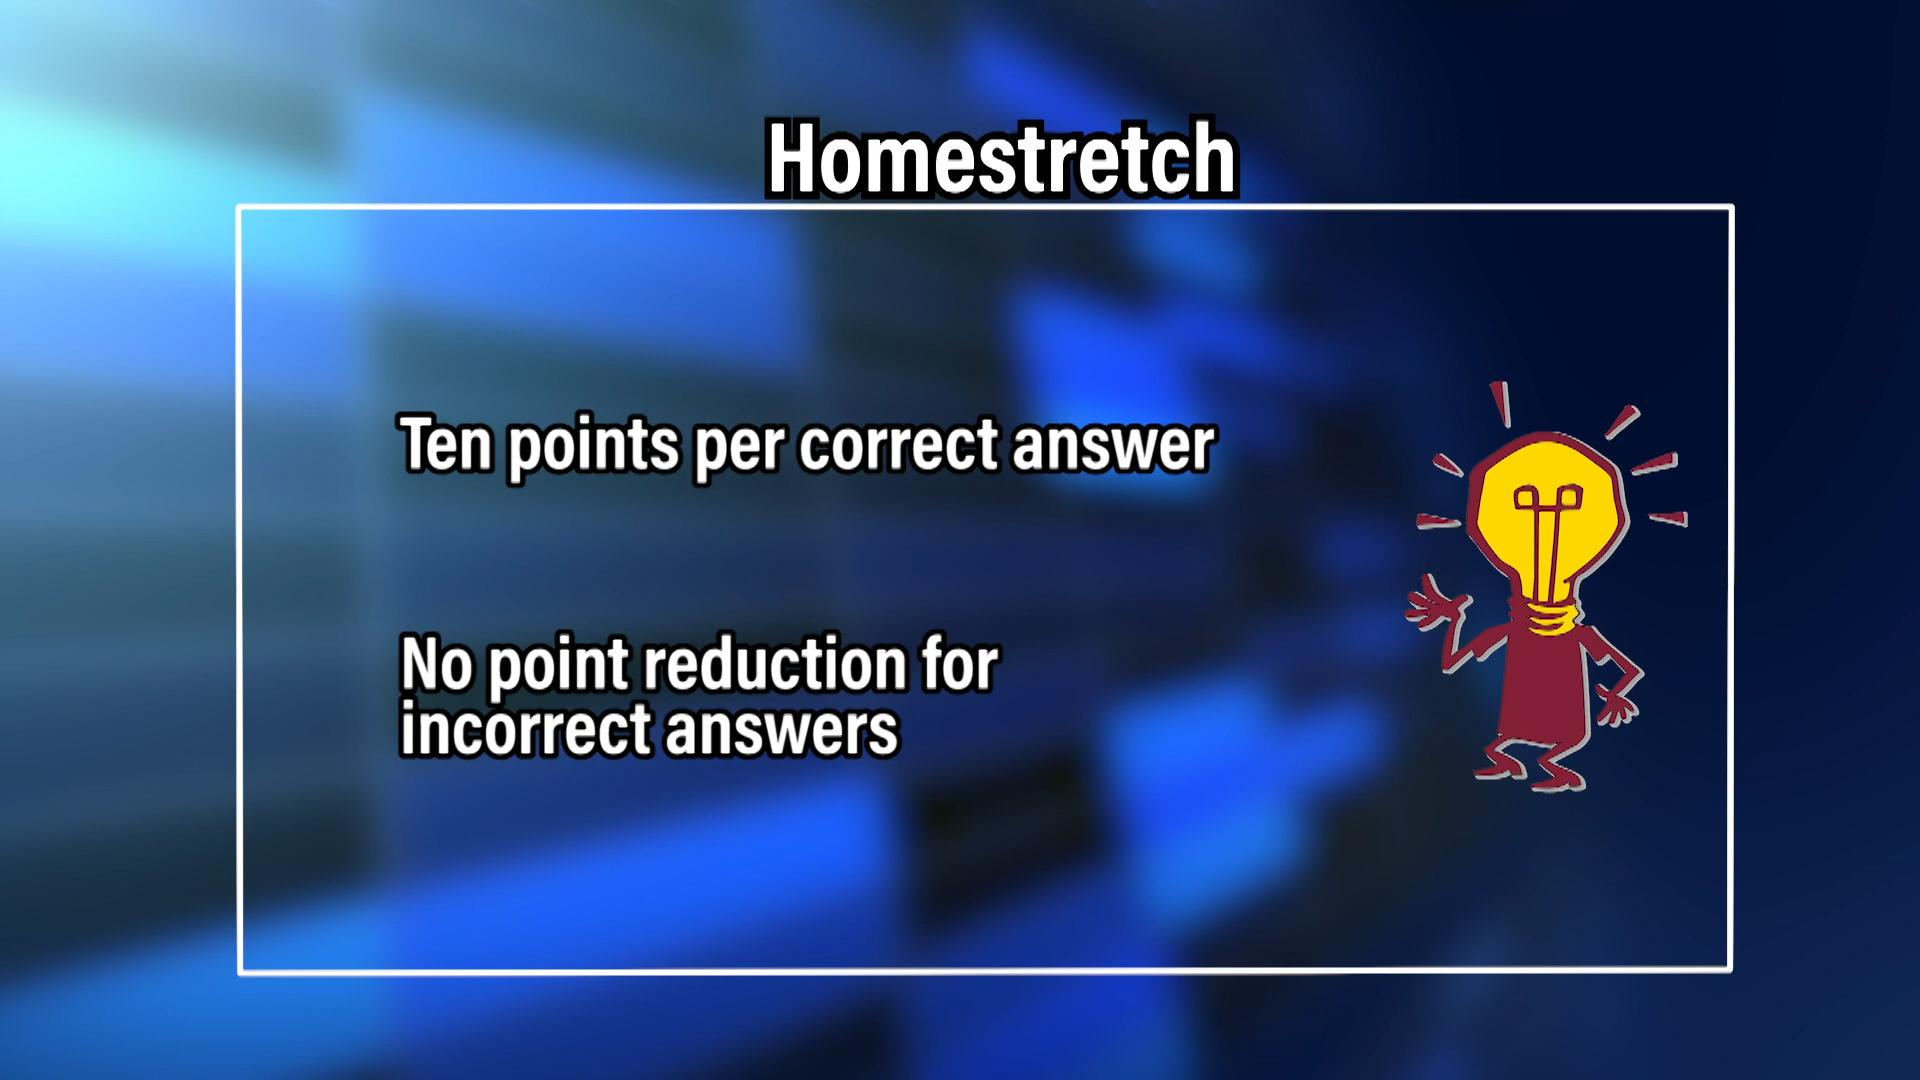 Homestretch
Ten points per correct answer
No point reduction for
incorrect answers